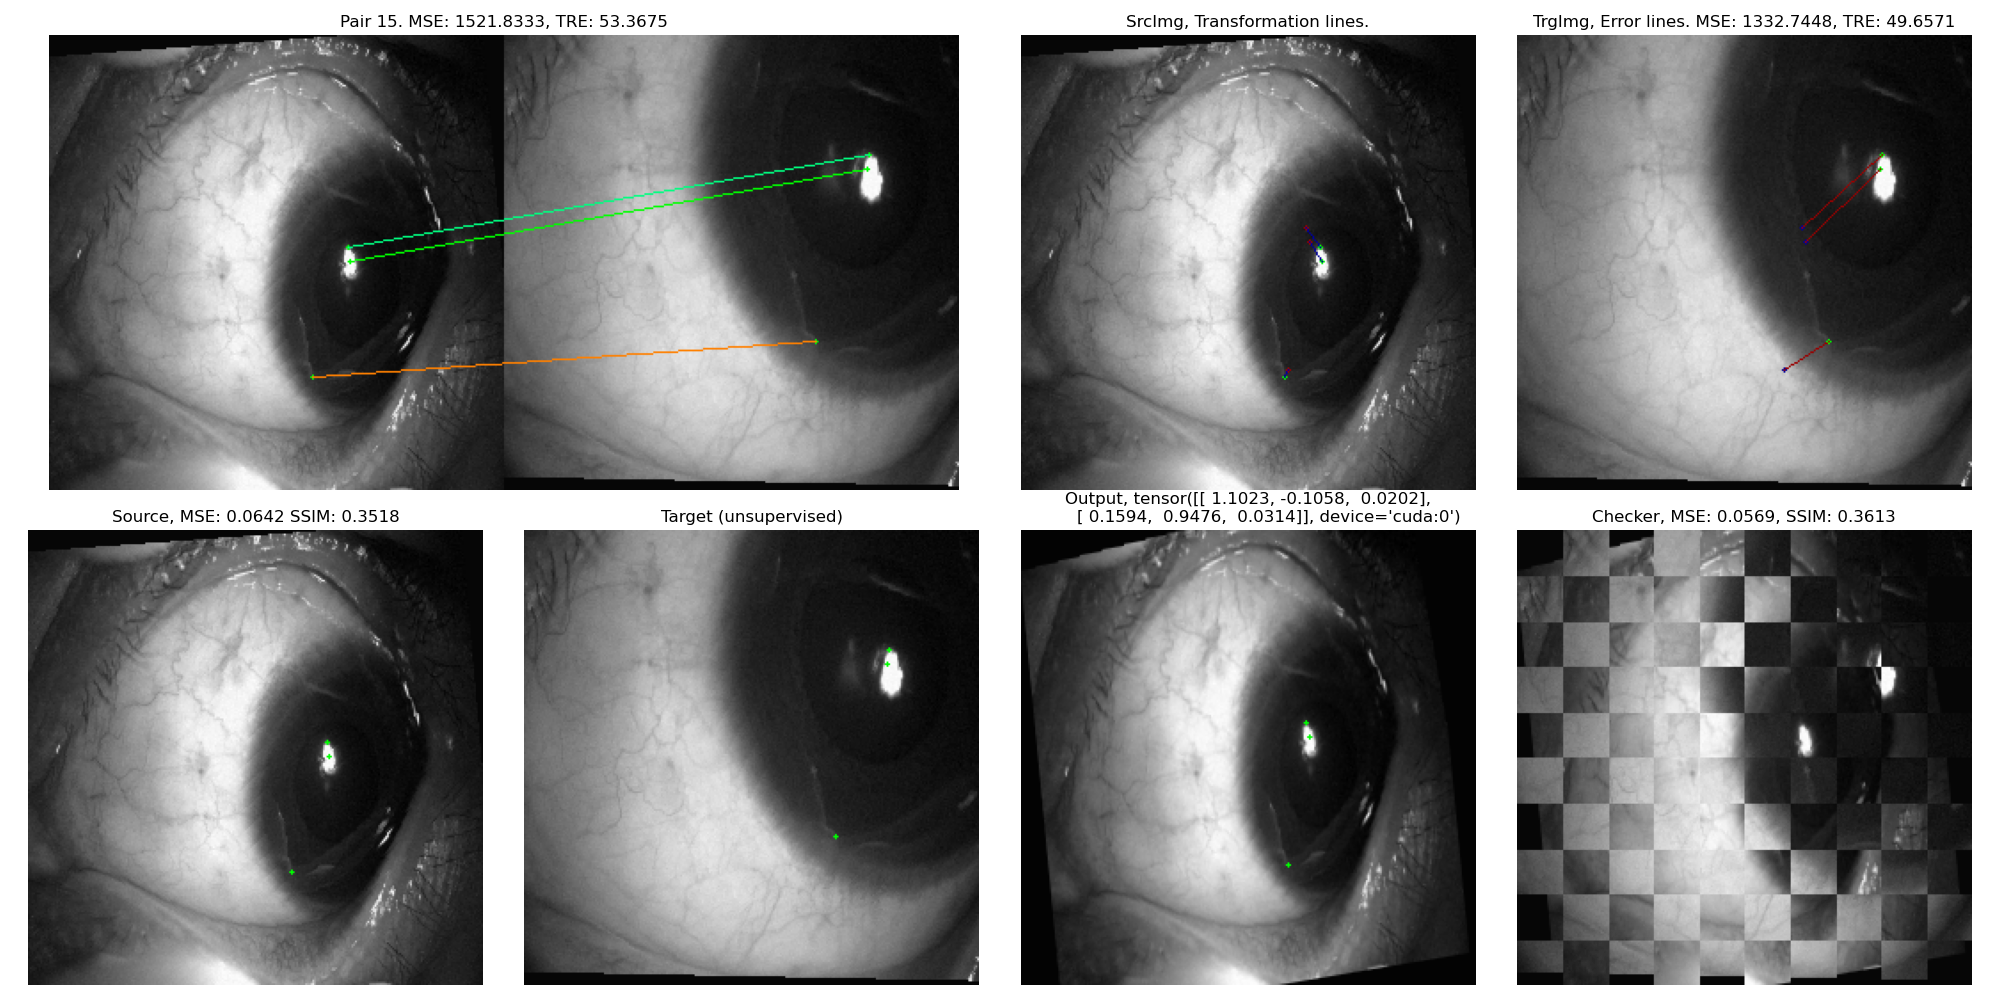 Pair 15. MSE: 1521.8333, TRE: 53.3675
SrcImg, Transformation lines.
TrgImg, Error lines. MSE: 1332.7448, TRE: 49.6571
Source, MSE: 0.0642 SSIM: 0.3518
Target (unsupervised)
Output, tensor([[ 1.1023, -0.1058,  0.0202],
[ 0.1594,  0.9476,  0.0314]], device='cuda:0')
Checker, MSE: 0.0569, SSIM: 0.3613